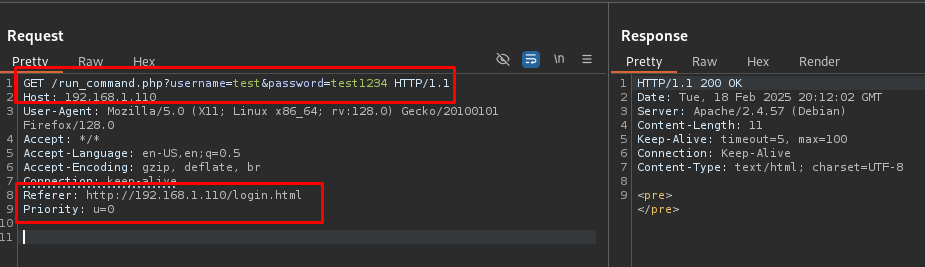 Request
Pretty Raw Hex
\n
1 GET /run_command.php?username=test&password=test1234 HTTP/1.1
2 Host: 192.168.1.110
3 User-Agent: Mozilla/5.0 (X11; Linux x86_64; rv:128.0) Gecko/20100101
Firefox/128.0
4 Accept: */*
5 Accept-Language: en-US,en;q=0.5
6 Accept-Encoding: gzip, deflate, br
7 Connection: keep-alive
8 Referer: http://192.168.1.110/login.html
9 Priority: u=0
10
11
Response
Pretty Raw Hex Render
1 HTTP/1.1 200 OK
2 Date: Tue, 18 Feb 2025 20:12:02 GMT
3 Server: Apache/2.4.57 (Debian)
4 Content-Length: 11
5 Keep-Alive: timeout=5, max=100
6 Connection: Keep-Alive
7 Content-Type: text/html; charset=UTF-8
8
9 <pre>
</pre>